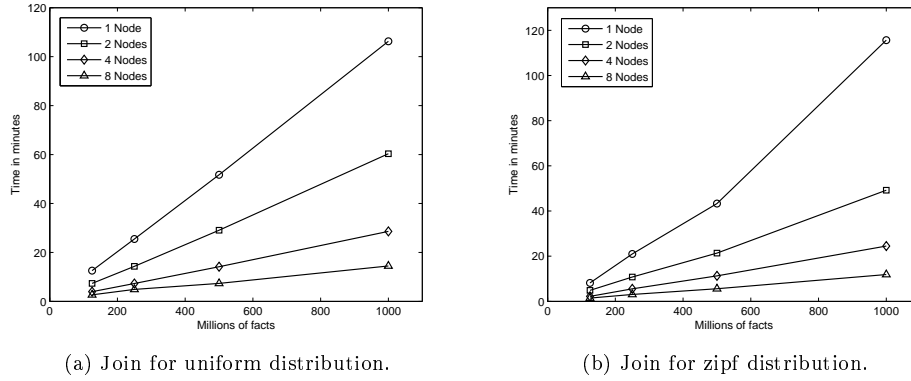 120
100
80
60
40
20
0
Time in minutes
1 Node
2 Nodes
4 Nodes
8 Nodes
0 200 400 600 800 1000
Millions of facts
(a) Join for uniform distribution.
120
100
80
60
40
20
0
Time in minutes
1 Node
2 Nodes
4 Nodes
8 Nodes
0 200 400 600 800 1000
Millions of facts
(b) Join for zipf distribution.